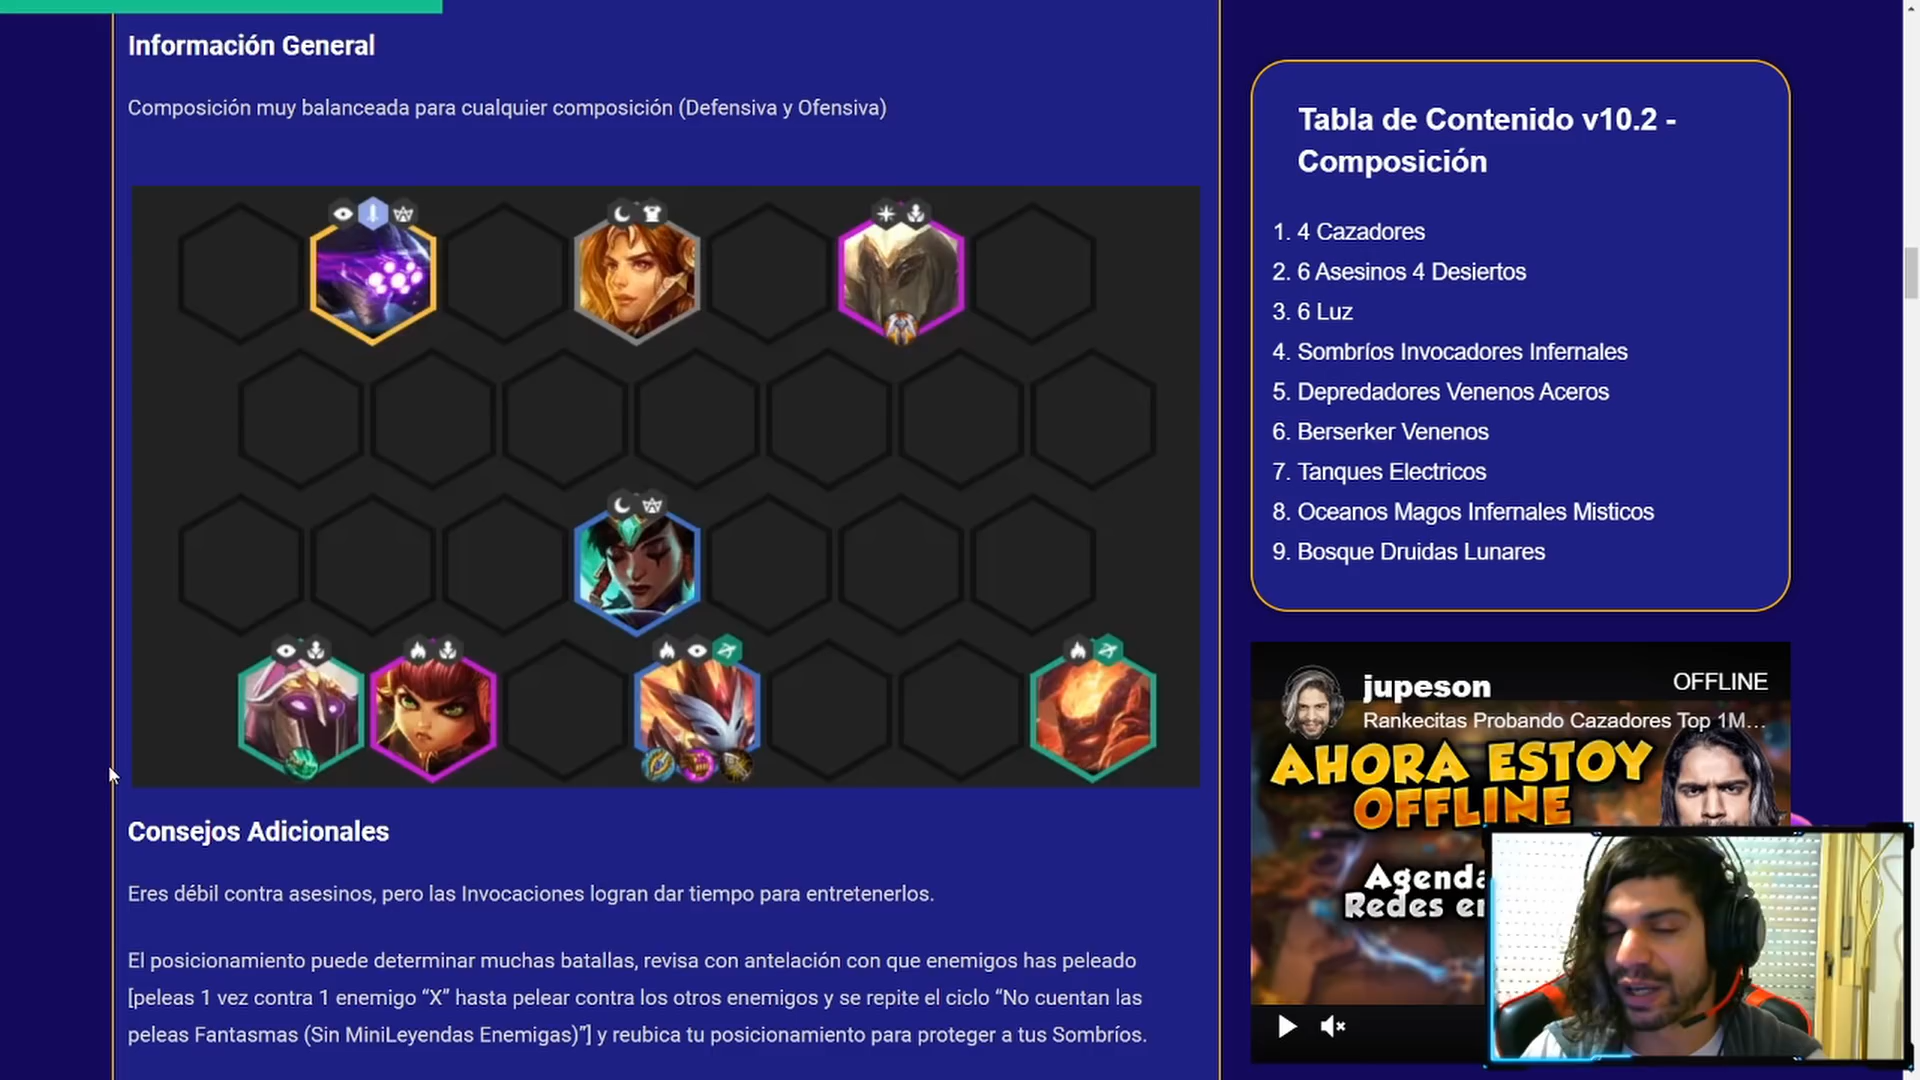 Información General
Composición muy balanceada para cualquier composición (Defensiva y Ofensiva)
Consejos Adicionales
Eres débil contra asesinos, pero las Invocaciones logran dar tiempo para entretenerlos.
El posicionamiento puede determinar muchas batallas, revisa con antelación con que enemigos has peleado
[peleas 1 vez contra 1 enemigo “X” hasta pelear contra los otros enemigos y se repite el ciclo “No cuentan las
peleas Fantasmas (Sin MiniLeyendas Enemigas)”] y reubica tu posicionamiento para proteger a tus Sombríos.
Tabla de Contenido v10.2 -
Composición
1. 4 Cazadores
2. 6 Asesinos 4 Desiertos
3. 6 Luz
4. Sombríos Invocadores Infernales
5. Depredadores Venenos Aceros
6. Berserker Venenos
7. Tanques Electricos
8. Oceanos Magos Infernales Misticos
9. Bosque Druidas Lunares
jupeson
OFFLINE
Rankecitas Probando Cazadores Top 1M...
AHORA ESTOY
OFFLINE
Agenda
Redes